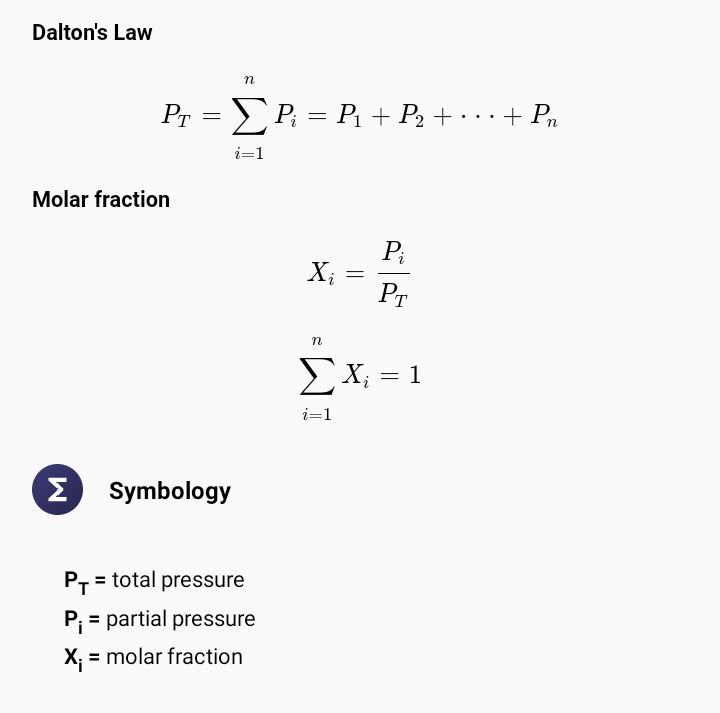 Dalton's Law
P_T = \sum_{i=1}^{n} P_i = P_1 + P_2 + ··· + P_n
Molar fraction
X_i = \frac{P_i}{P_T}
\sum_{i=1}^{n} X_i = 1
Σ Symbology
P_T = total pressure
P_i = partial pressure
X_i = molar fraction